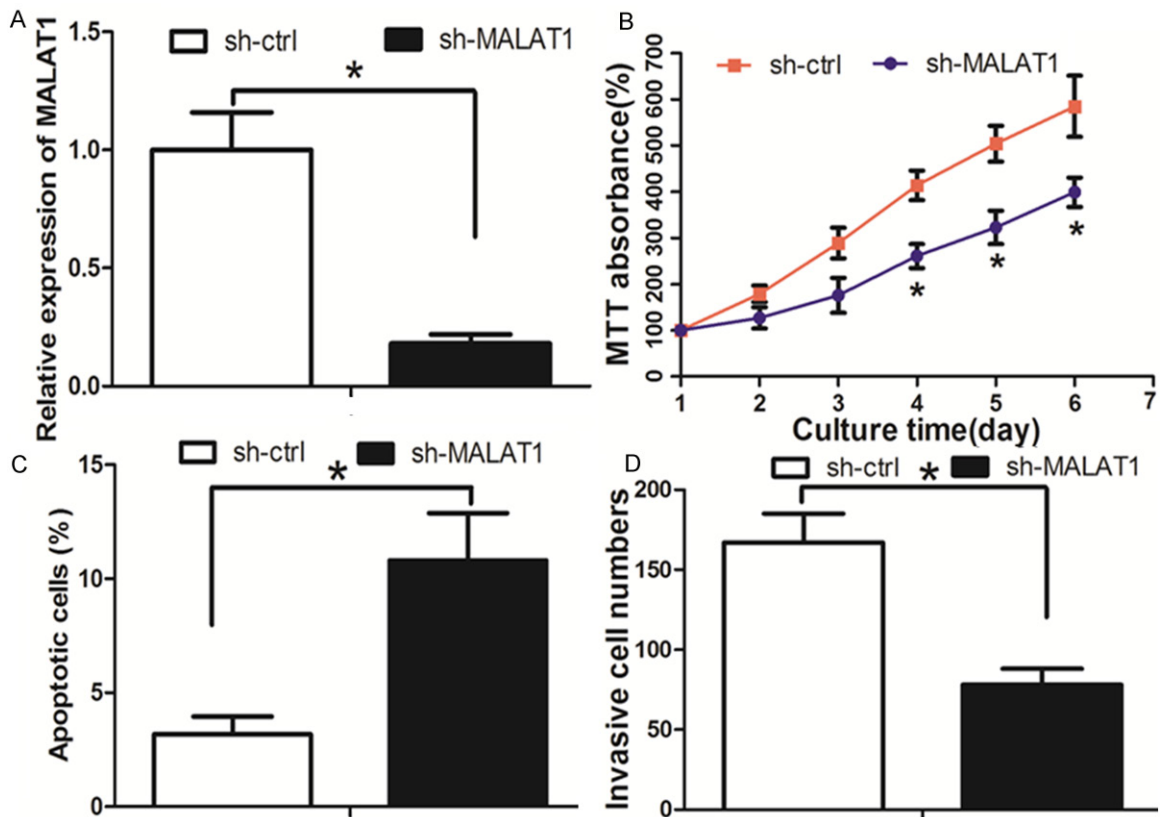 A
sh-ctrl
sh-MALAT1
Relative expression of MALAT1
1.5
1.0
0.5
0.0
*
B
sh-ctrl
sh-MALAT1
MTT absorbance(%)
700
600
500
400
300
200
100
0
*
*
*
1 2 3 4 5 6 7
Culture time(day)
C
sh-ctrl
sh-MALAT1
Apoptotic cells (%)
15
10
5
0
*
D
sh-ctrl
sh-MALAT1
Invasive cell numbers
200
150
100
50
0
*